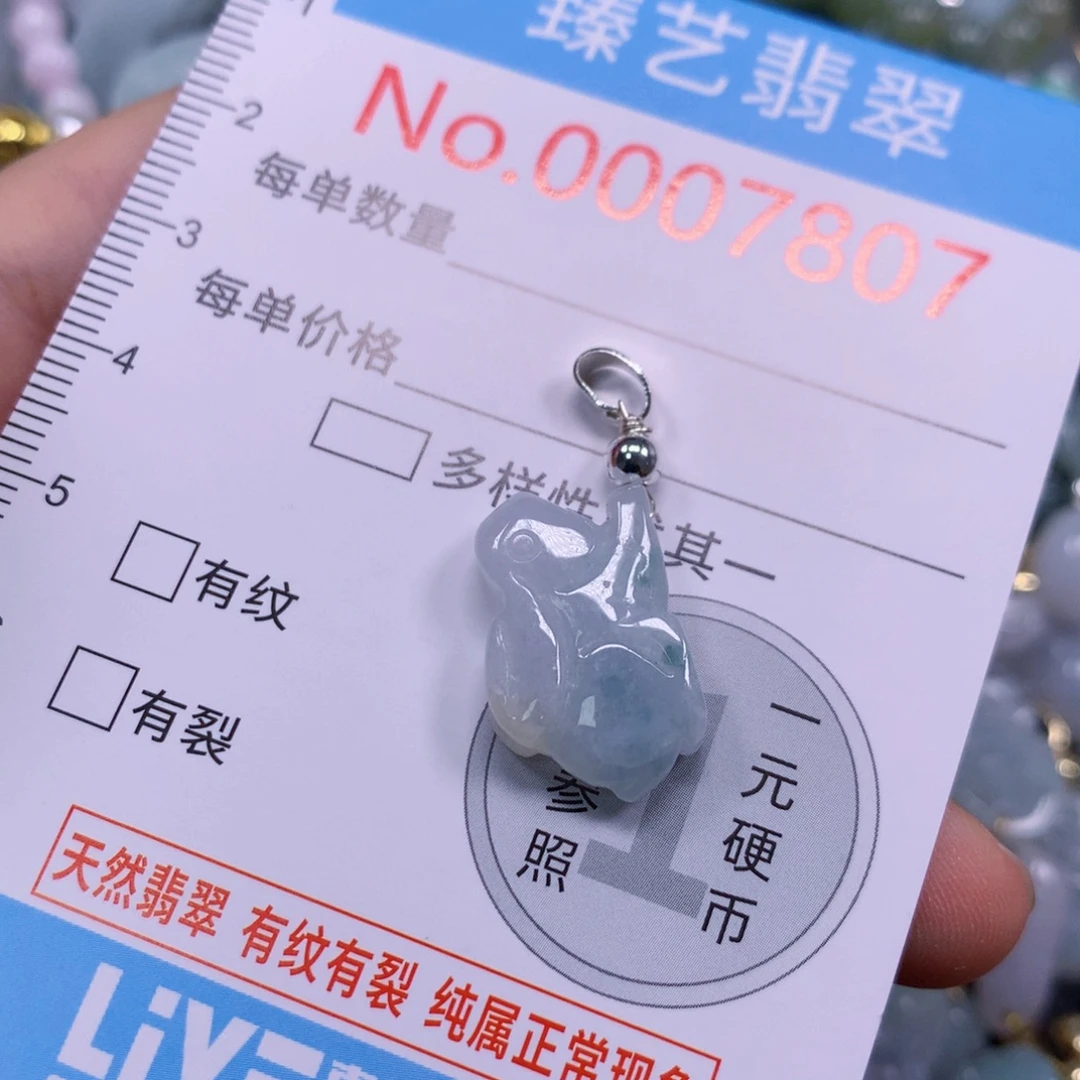 臻艺翡翠
No.0007807
每单数量
每单价格
多样性 其一
有纹
有裂
一元硬币
参照
1
2
3
4
5
天然翡翠 有纹有裂 纯属正常现象
LiVE